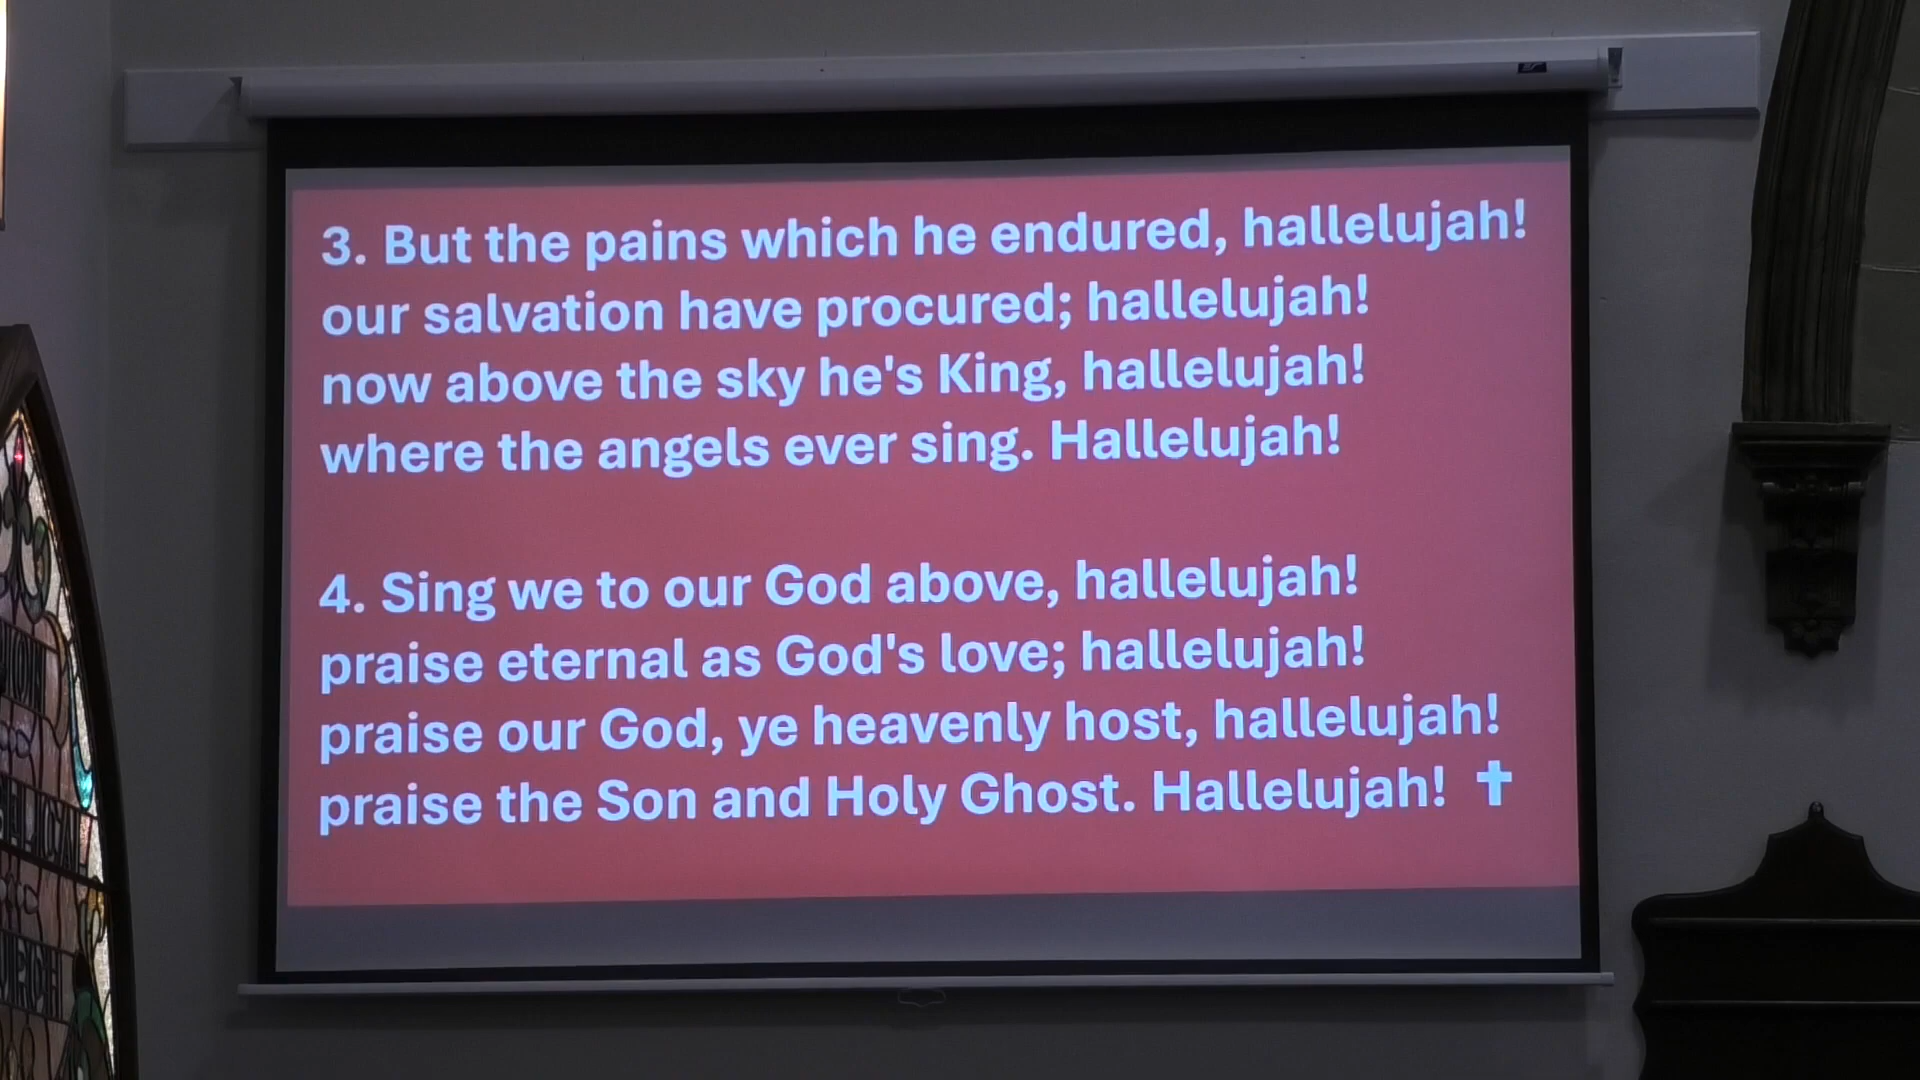 3. But the pains which he endured, hallelujah!
our salvation have procured; hallelujah!
now above the sky he's King, hallelujah!
where the angels ever sing. Hallelujah!
4. Sing we to our God above, hallelujah!
praise eternal as God's love; hallelujah!
praise our God, ye heavenly host, hallelujah!
praise the Son and Holy Ghost. Hallelujah! ✝